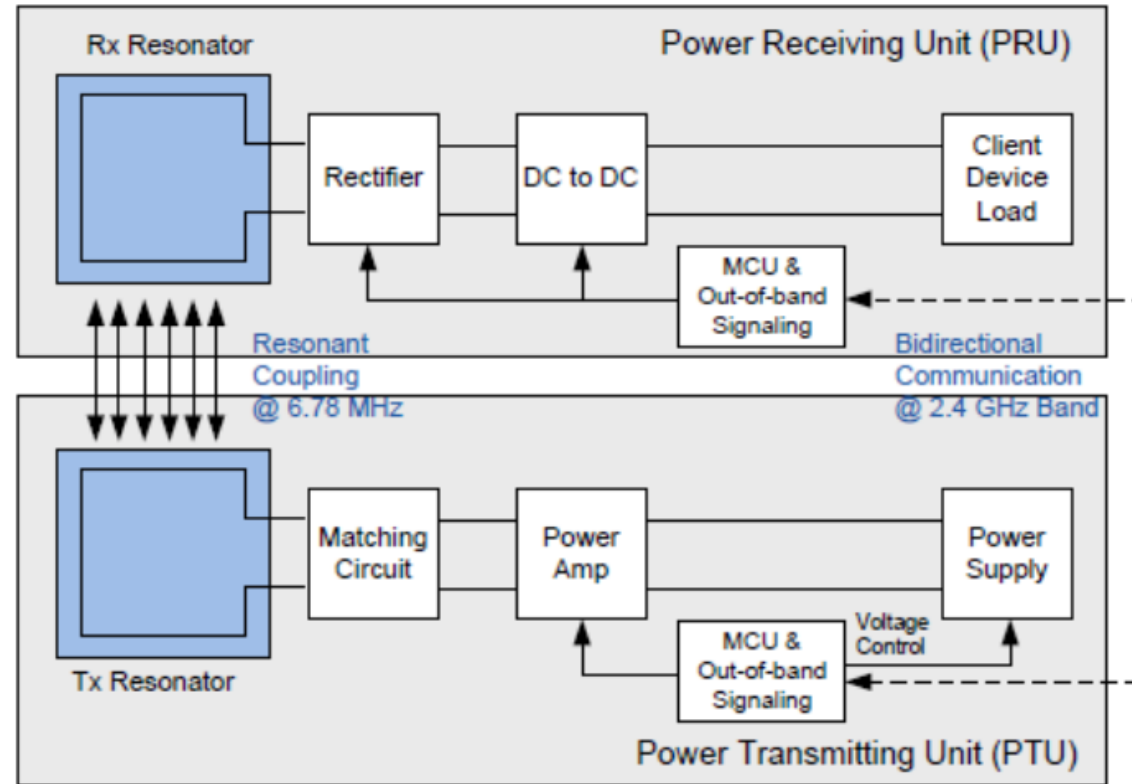 Rx Resonator
Power Receiving Unit (PRU)
Rectifier
DC to DC
Client
Device
Load
MCU &
Out-of-band
Signaling
Resonant
Coupling
@ 6.78 MHz
Bidirectional
Communication
@ 2.4 GHz Band
Matching
Circuit
Power
Amp
Power
Supply
MCU &
Out-of-band
Signaling
Voltage
Control
Tx Resonator
Power Transmitting Unit (PTU)